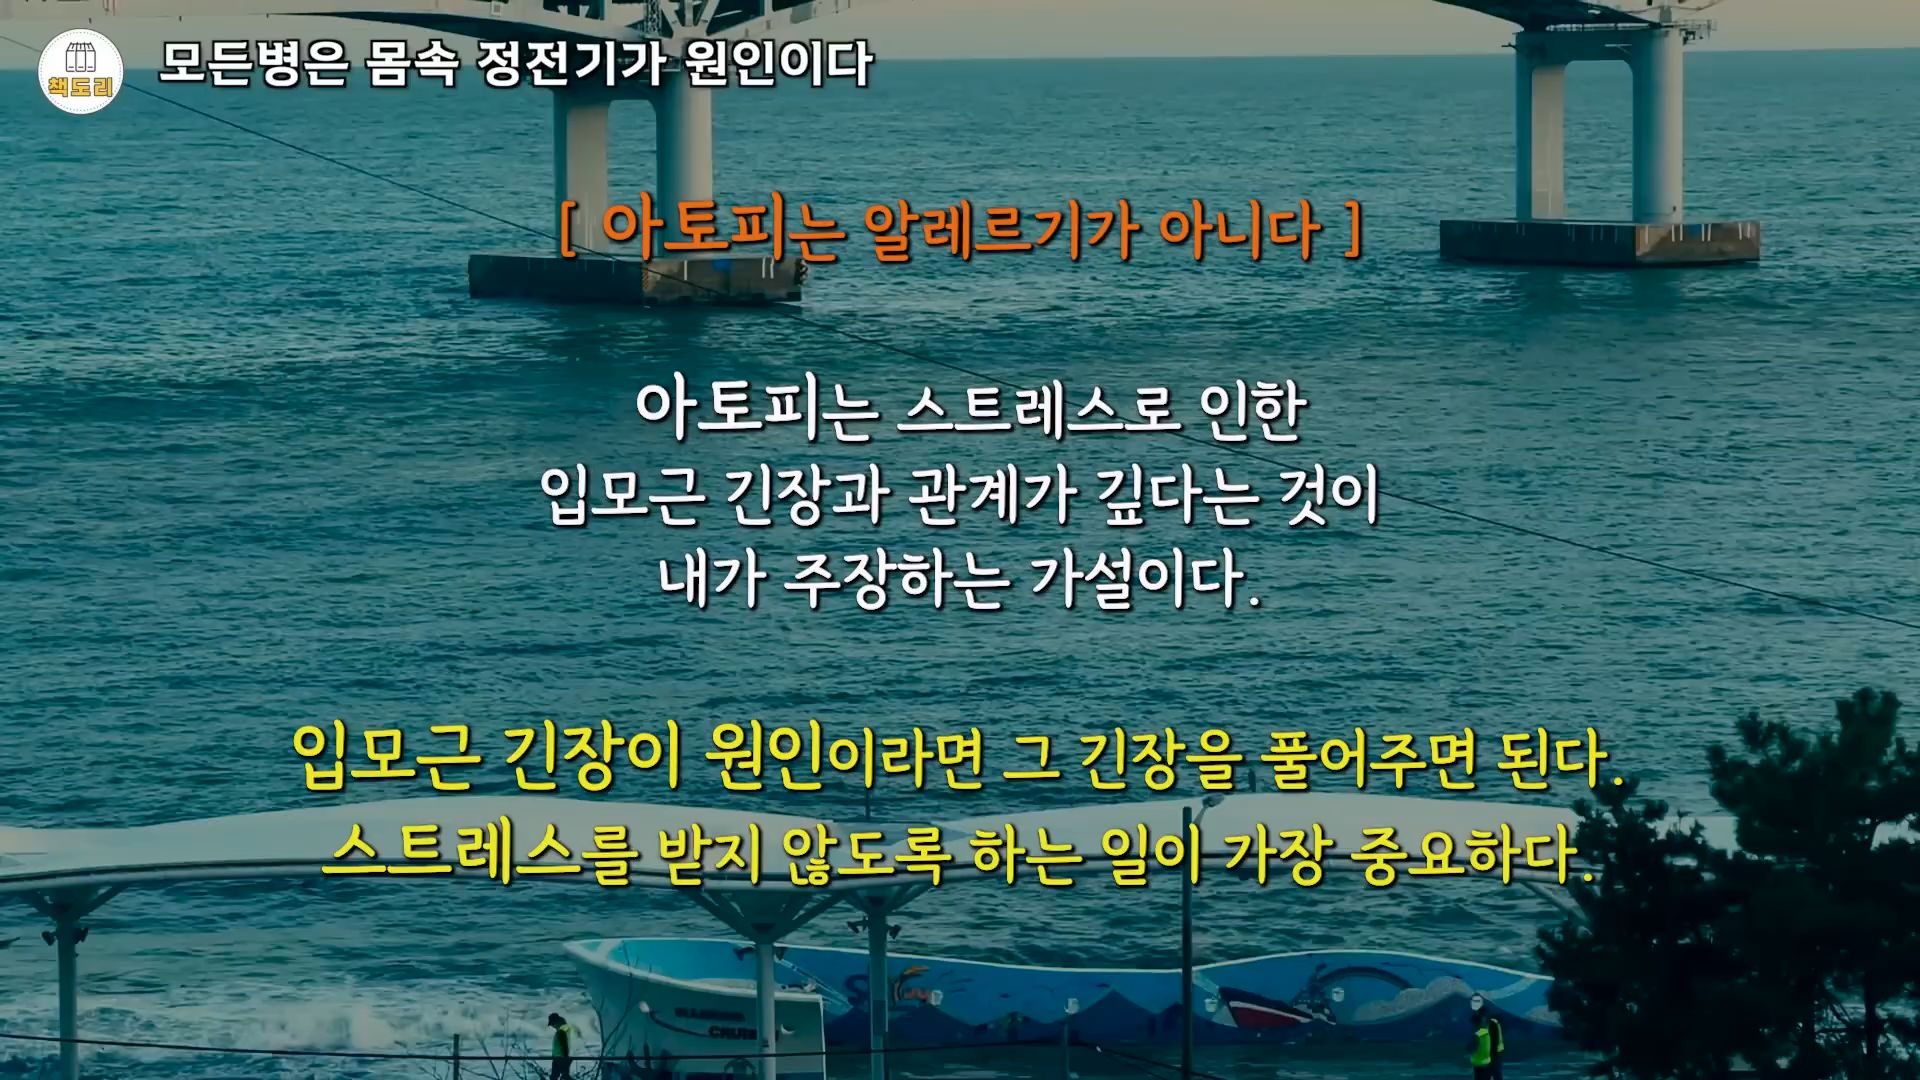 책도리
모든병은 몸속 정전기가 원인이다
[ 아토피는 알레르기가 아니다 ]
아토피는 스트레스로 인한
입모근 긴장과 관계가 깊다는 것이
내가 주장하는 가설이다.
입모근 긴장이 원인이라면 그 긴장을 풀어주면 된다.
스트레스를 받지 않도록 하는 일이 가장 중요하다.